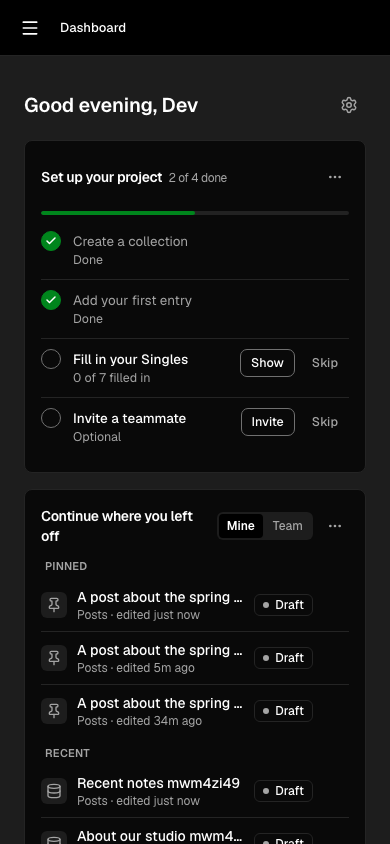 Dashboard
Good evening, Dev
Set up your project 2 of 4 done
Create a collection
Done
Add your first entry
Done
Fill in your Singles
0 of 7 filled in
Show
Skip
Invite a teammate
Optional
Invite
Skip
Continue where you left
off
Mine
Team
PINNED
A post about the spring ...
Posts · edited just now
Draft
A post about the spring ...
Posts · edited 5m ago
Draft
A post about the spring ...
Posts · edited 34m ago
Draft
RECENT
Recent notes mwm4zi49
Posts · edited just now
Draft
About our studio mwm4...
Draft